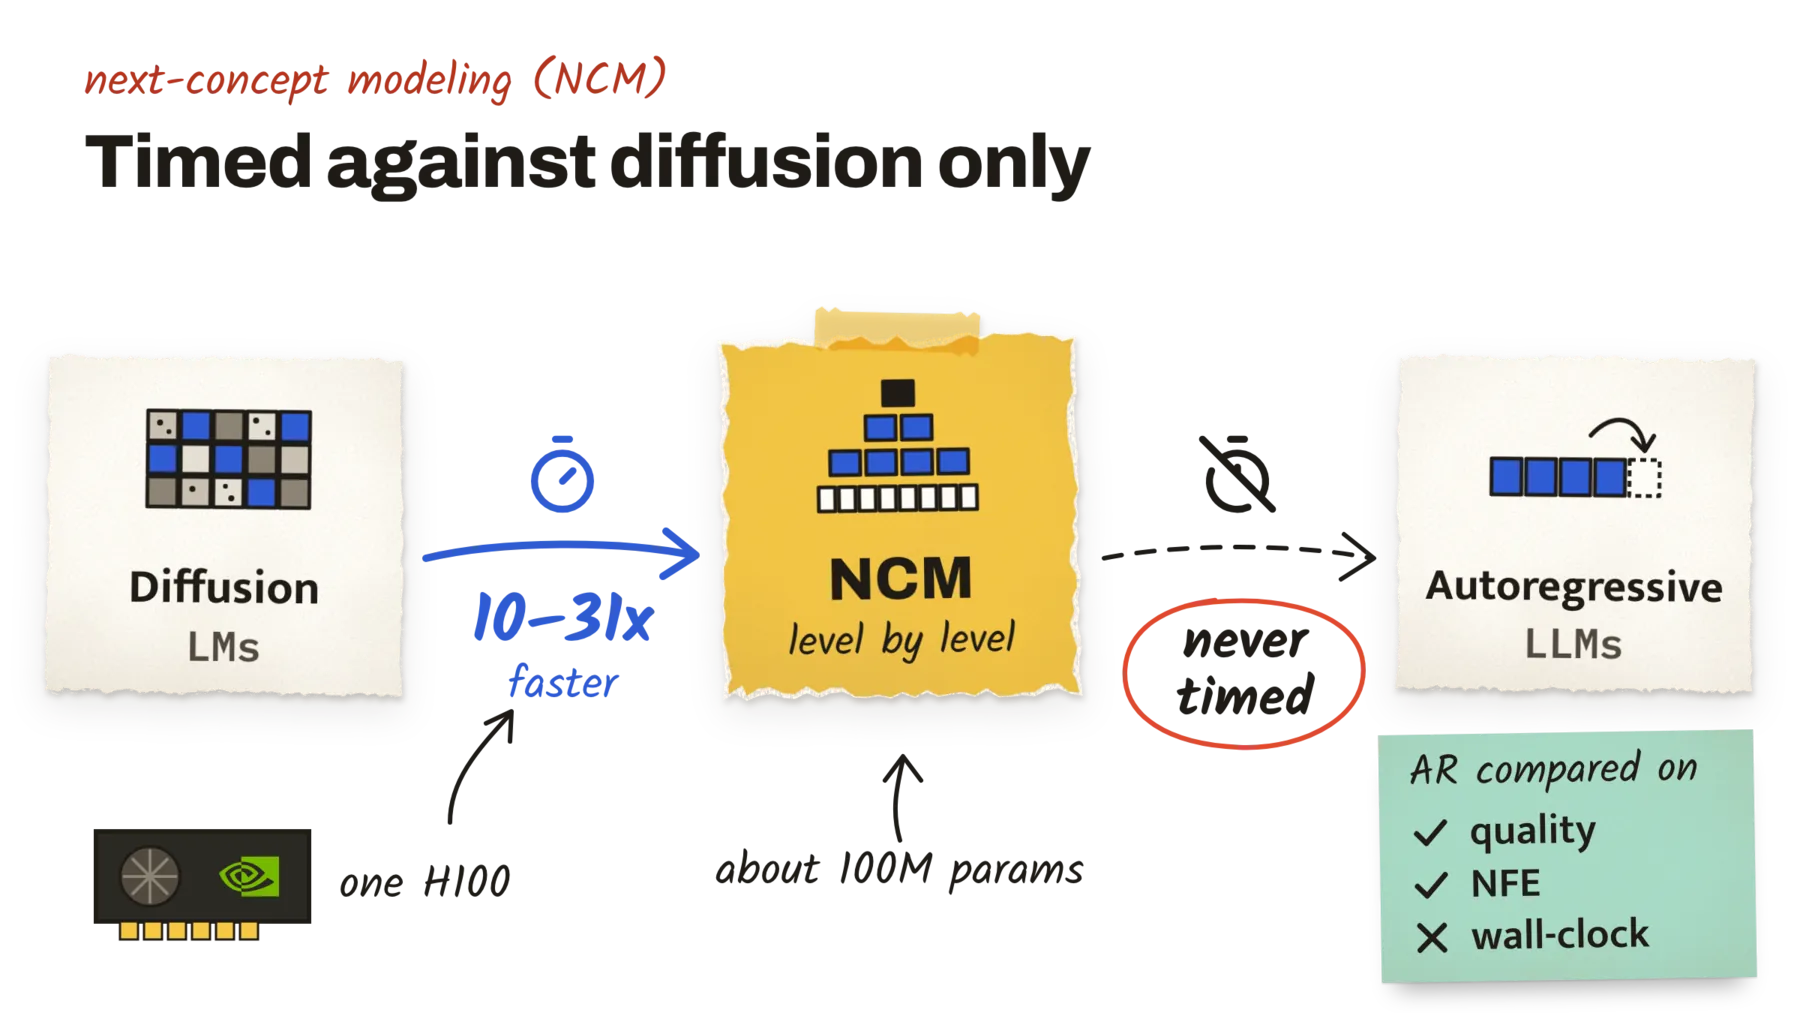 next-concept modeling (NCM)
Timed against diffusion only
Diffusion
LMs
10–31x
faster
one H100
NCM
level by level
about 100M params
never
timed
Autoregressive
LLMs
AR compared on
quality
NFE
wall-clock